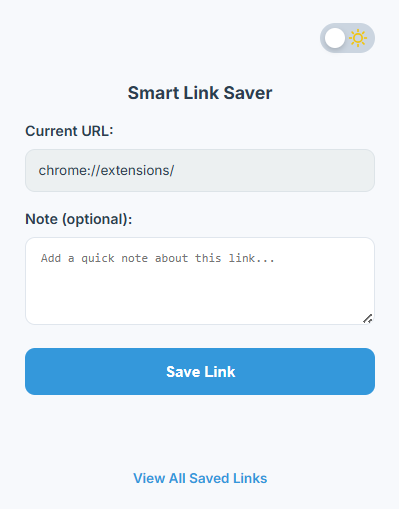 Smart Link Saver
Current URL:
chrome://extensions/
Note (optional):
Add a quick note about this link...
Save Link
View All Saved Links